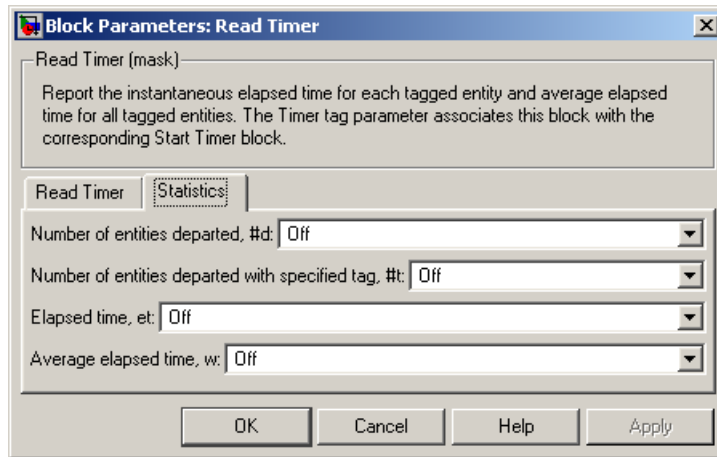 Block Parameters: Read Timer
Read Timer (mask)
Report the instantaneous elapsed time for each tagged entity and average elapsed
time for all tagged entities. The Timer tag parameter associates this block with the
corresponding Start Timer block.
Read Timer Statistics
Number of entities departed, #d: Off
Number of entities departed with specified tag, #t: Off
Elapsed time, et: Off
Average elapsed time, w: Off
OK Cancel Help Apply